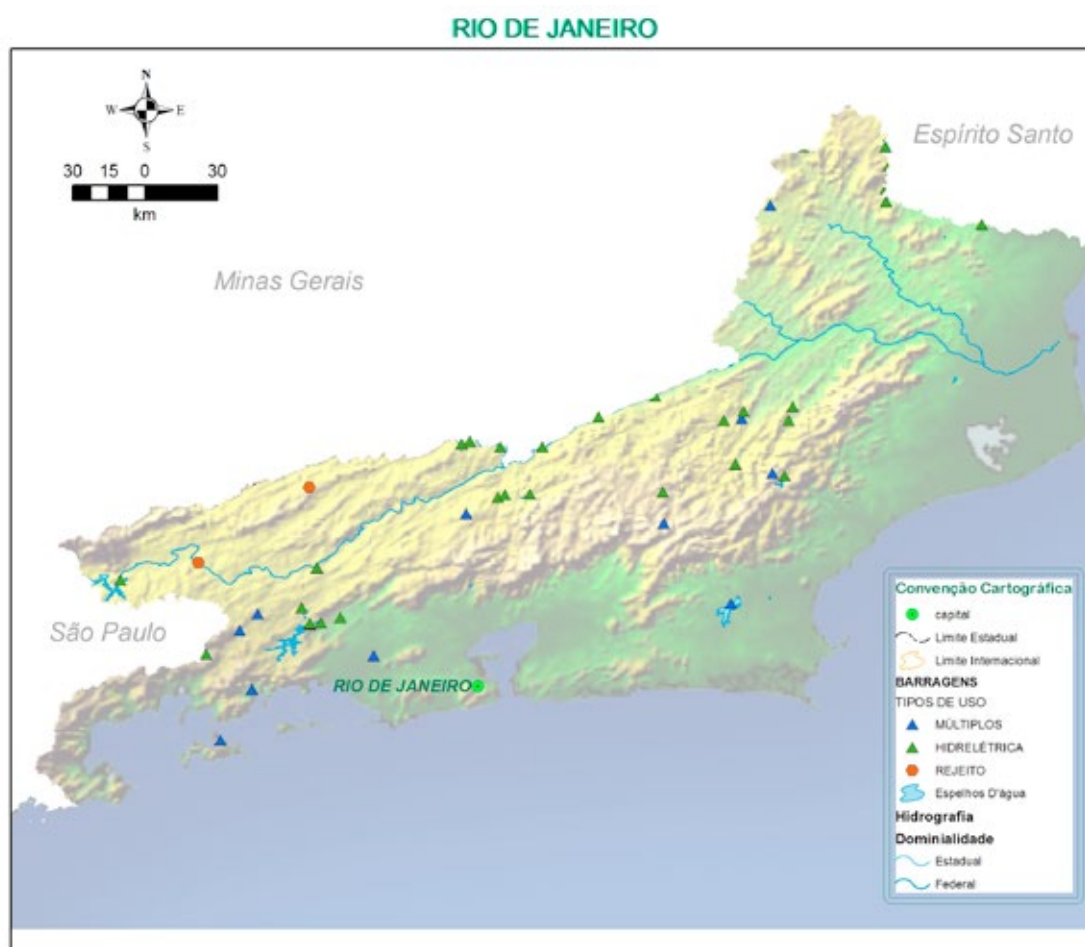 RIO DE JANEIRO
N
W E
S
30 15 0 30
km
Espírito Santo
Minas Gerais
São Paulo
RIO DE JANEIRO
Convenção Cartográfica
capital
Limite Estadual
Limite Internacional
BARRAGENS
TIPOS DE USO
MÚLTIPLOS
HIDRELÉTRICA
REJEITO
Espelhos D'água
Hidrografia
Dominialidade
Estadual
Federal